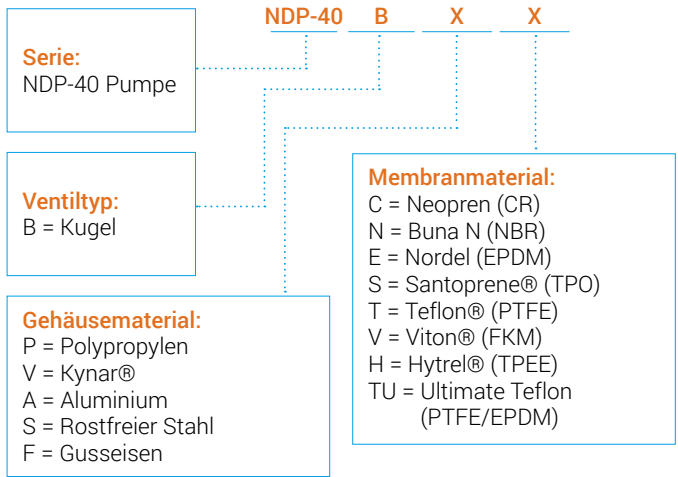 NDP-40 B X X
Serie:
NDP-40 Pumpe
Ventiltyp:
B = Kugel
Gehäusematerial:
P = Polypropylen
V = Kynar®
A = Aluminium
S = Rostfreier Stahl
F = Gusseisen
Membranmaterial:
C = Neopren (CR)
N = Buna N (NBR)
E = Nordel (EPDM)
S = Santoprene® (TPO)
T = Teflon® (PTFE)
V = Viton® (FKM)
H = Hytrel® (TPEE)
TU = Ultimate Teflon
(PTFE/EPDM)